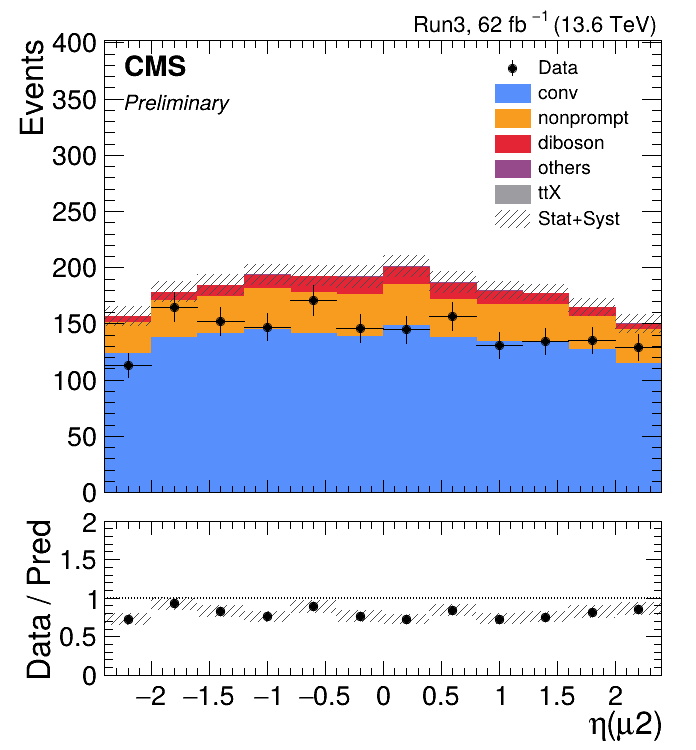 Run3, 62 fb⁻¹ (13.6 TeV)
CMS
Preliminary
Events
400
350
300
250
200
150
100
50
0
Data
conv
nonprompt
diboson
others
ttX
Stat+Syst
Data / Pred
2
1.5
1
0.5
0
−2 −1.5 −1 −0.5 0 0.5 1 1.5 2
η(μ2)